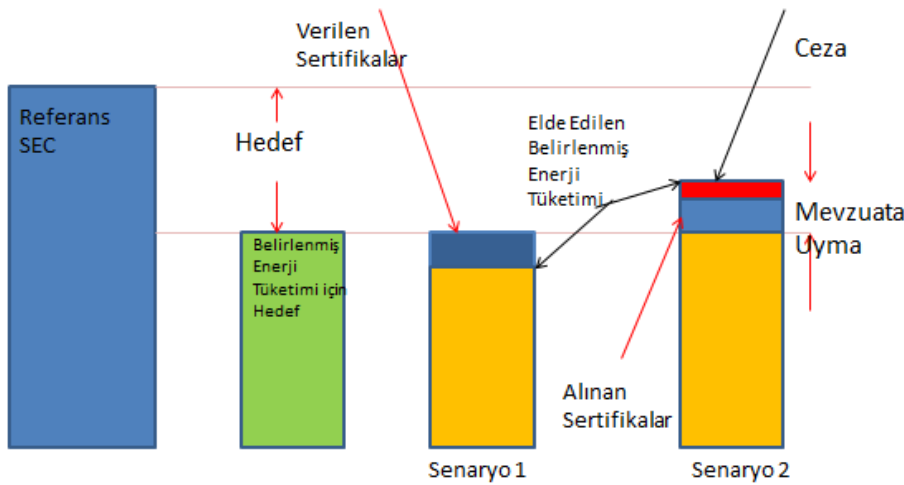 Verilen
Sertifikalar
Ceza
Referans
SEC
Hedef
Elde Edilen
Belirlenmiş
Enerji
Tüketimi
Mevzuata
Uyma
Belirlenmiş
Enerji
Tüketimi için
Hedef
Alınan
Sertifikalar
Senaryo 1
Senaryo 2